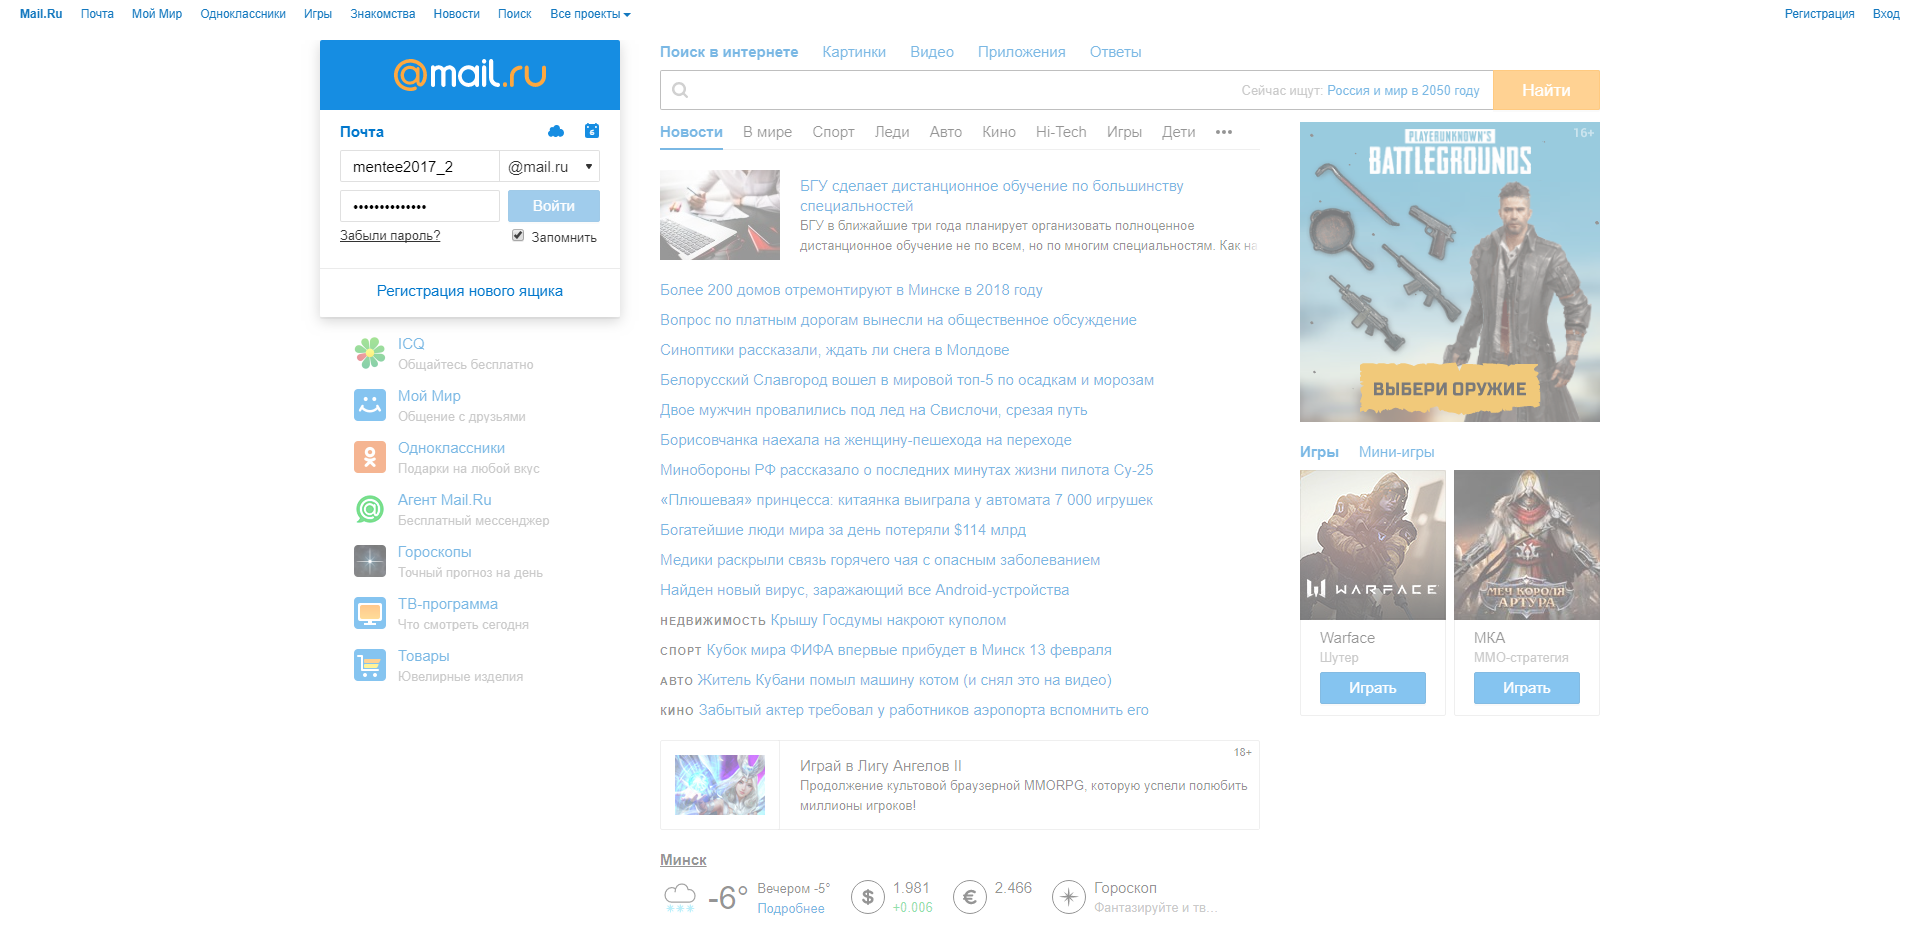 Mail.Ru Почта Мой Мир Одноклассники Игры Знакомства Новости Поиск Все проекты Регистрация Вход
@mail.ru
Почта
6
mentee2017_2 @mail.ru
•••••••••••••• Войти
Забыли пароль? Запомнить
Регистрация нового ящика
ICQ
Общайтесь бесплатно
Мой Мир
Общение с друзьями
Одноклассники
Подарки на любой вкус
Агент Mail.Ru
Бесплатный мессенджер
Гороскопы
Точный прогноз на день
ТВ-программа
Что смотреть сегодня
Товары
Ювелирные изделия
Поиск в интернете Картинки Видео Приложения Ответы
Сейчас ищут: Россия и мир в 2050 году Найти
Новости В мире Спорт Леди Авто Кино Hi-Tech Игры Дети •••
БГУ сделает дистанционное обучение по большинству
специальностей
БГУ в ближайшие три года планирует организовать полноценное
дистанционное обучение не по всем, но по многим специальностям. Как на
Более 200 домов отремонтируют в Минске в 2018 году
Вопрос по платным дорогам вынесли на общественное обсуждение
Синоптики рассказали, ждать ли снега в Молдове
Белорусский Славгород вошел в мировой топ-5 по осадкам и морозам
Двое мужчин провалились под лед на Свислочи, срезая путь
Борисовчанка наехала на женщину-пешехода на переходе
Минобороны РФ рассказало о последних минутах жизни пилота Су-25
«Плюшевая» принцесса: китаянка выиграла у автомата 7 000 игрушек
Богатейшие люди мира за день потеряли $114 млрд
Медики раскрыли связь горячего чая с опасным заболеванием
Найден новый вирус, заражающий все Android-устройства
НЕДВИЖИМОСТЬ Крышу Госдумы накроют куполом
СПОРТ Кубок мира ФИФА впервые прибудет в Минск 13 февраля
АВТО Житель Кубани помыл машину котом (и снял это на видео)
КИНО Забытый актер требовал у работников аэропорта вспомнить его
18+
Играй в Лигу Ангелов II
Продолжение культовой браузерной MMORPG, которую успели полюбить
миллионы игроков!
Минск
-6° Вечером -5° $ 1.981 € 2.466 Гороскоп
Подробнее +0.006 Фантазируйте и тв...
PLAYERUNKNOWN'S 16+
BATTLEGROUNDS
ВЫБЕРИ ОРУЖИЕ
Игры Мини-игры
WARFACE
МЕЧ КОРОЛЯ
АРТУРА
Warface МКА
Шутер ММО-стратегия
Играть Играть